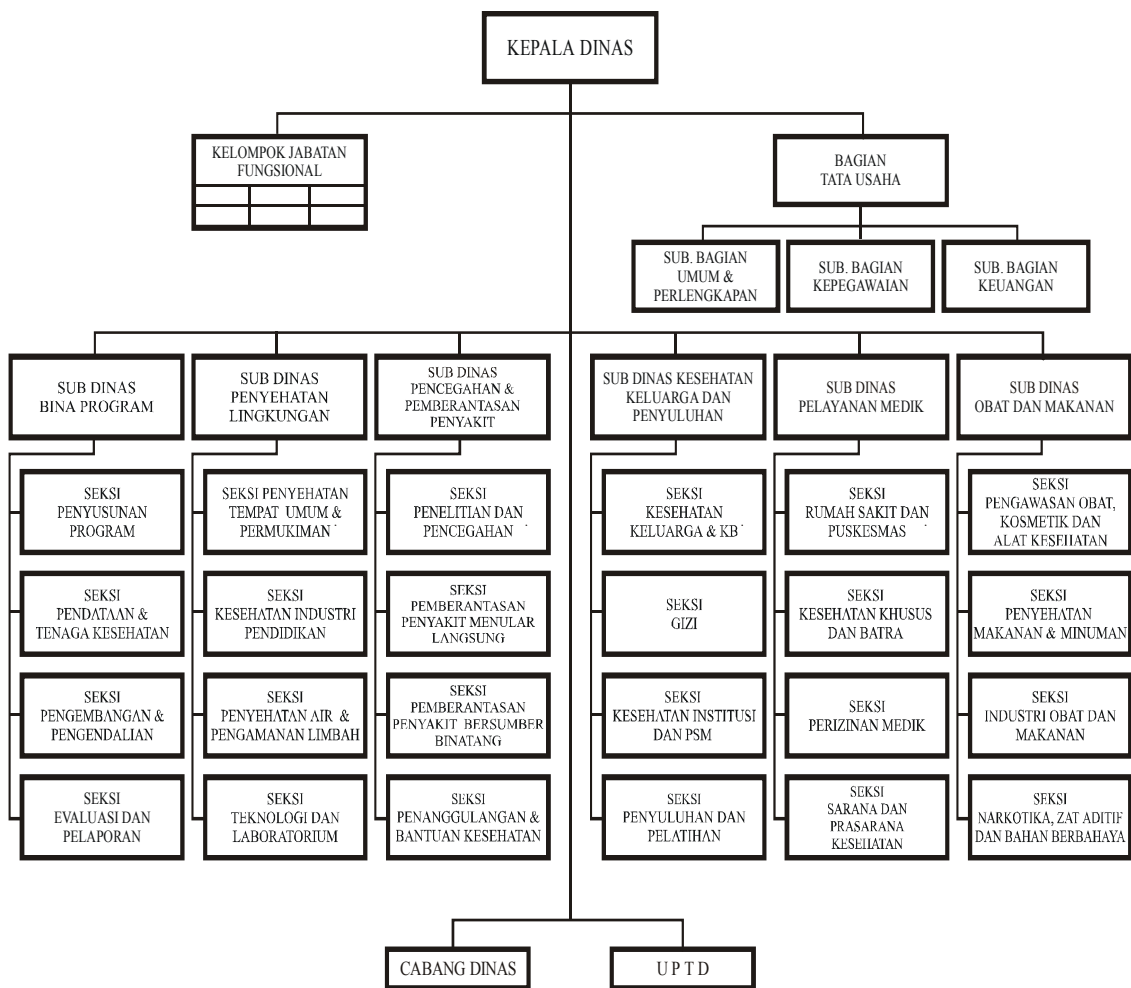 KEPALA DINAS
KELOMPOK JABATAN
FUNGSIONAL
BAGIAN
TATA USAHA
SUB. BAGIAN
UMUM &
PERLENGKAPAN
SUB. BAGIAN
KEPEGAWAIAN
SUB. BAGIAN
KEUANGAN
SUB DINAS
BINA PROGRAM
SUB DINAS
PENYEHATAN
LINGKUNGAN
SUB DINAS
PENCEGAHAN &
PEMBERANTASAN
PENYAKIT
SUB DINAS KESEHATAN
KELUARGA DAN
PENYULUHAN
SUB DINAS
PELAYANAN MEDIK
SUB DINAS
OBAT DAN MAKANAN
SEKSI
PENYUSUNAN
PROGRAM
SEKSI PENYEHATAN
TEMPAT UMUM &
PERMUKIMAN
SEKSI
PENELITIAN DAN
PENCEGAHAN
SEKSI
KESEHATAN
KELUARGA & KB
SEKSI
RUMAH SAKIT DAN
PUSKESMAS
SEKSI
PENGAWASAN OBAT,
KOSMETIK DAN
ALAT KESEHATAN
SEKSI
PENDATAAN &
TENAGA KESEHATAN
SEKSI
KESEHATAN INDUSTRI
PENDIDIKAN
SEKSI
PEMBERANTASAN
PENYAKIT MENULAR
LANGSUNG
SEKSI
GIZI
SEKSI
KESEHATAN KHUSUS
DAN BATRA
SEKSI
PENYEHATAN
MAKANAN & MINUMAN
SEKSI
PENGEMBANGAN &
PENGENDALIAN
SEKSI
PENYEHATAN AIR &
PENGAMANAN LIMBAH
SEKSI
PEMBERANTASAN
PENYAKIT BERSUMBER
BINATANG
SEKSI
KESEHATAN INSTITUSI
DAN PSM
SEKSI
PERIZINAN MEDIK
SEKSI
INDUSTRI OBAT DAN
MAKANAN
SEKSI
EVALUASI DAN
PELAPORAN
SEKSI
TEKNOLOGI DAN
LABORATORIUM
SEKSI
PENANGGULANGAN &
BANTUAN KESEHATAN
SEKSI
PENYULUHAN DAN
PELATIHAN
SEKSI
SARANA DAN
PRASARANA
KESEHATAN
SEKSI
NARKOTIKA, ZAT ADITIF
DAN BAHAN BERBAHAYA
CABANG DINAS
U P T D